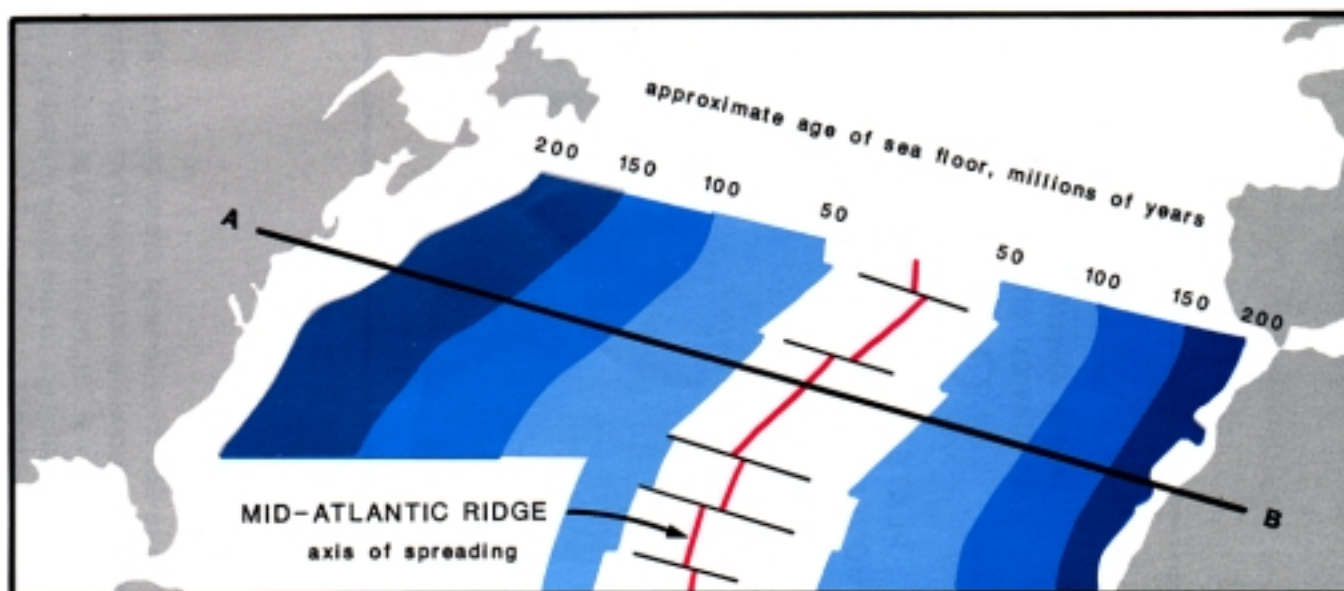 approximate age of sea floor, millions of years
200
150
100
50
50
100
150
200
A
B
MID-ATLANTIC RIDGE
axis of spreading